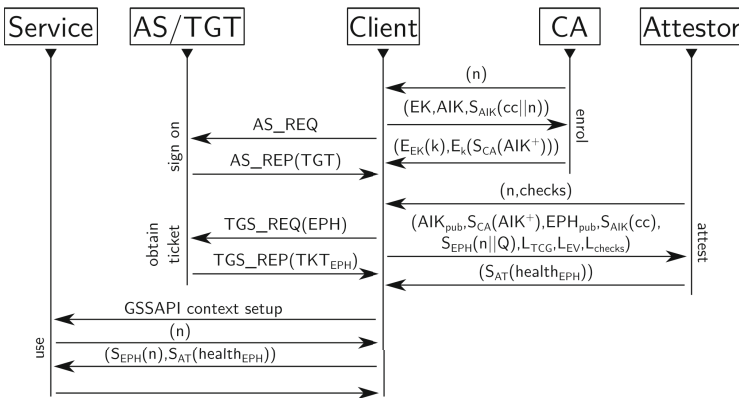 Service AS/TGT Client CA Attestor
(n)
(EK,AIK,S_AIK(cc||n))
enrol
AS_REQ
sign on
(E_EK(k),E_k(S_CA(AIK⁺)))
AS_REP(TGT)
(n,checks)
(AIK_pub,S_CA(AIK⁺),EPH_pub,S_AIK(cc),
S_EPH(n||Q),L_TCG,L_EV,L_checks)
attest
TGS_REQ(EPH)
obtain
ticket
TGS_REP(TKT_EPH)
(S_AT(health_EPH))
GSSAPI context setup
(n)
use
(S_EPH(n),S_AT(health_EPH))